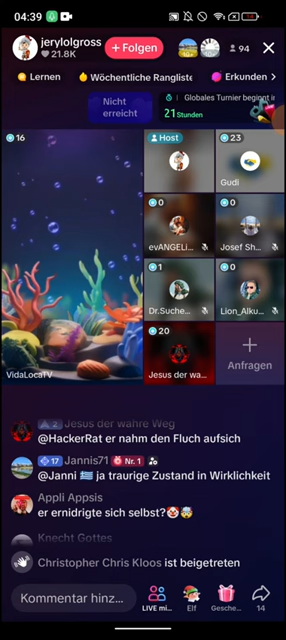 04:39
jerylolgross
21.8K
+ Folgen
94
Lernen
Wöchentliche Rangliste
Erkunden
Nicht
erreicht
Globales Turnier beginnt i
21 Stunden
16
Host
23
Gudi
0
0
evANGELi...
Josef Sh...
1
0
Dr.Suche...
Lion_Alku...
20
VidaLocaTV
Jesus der wa...
Anfragen
2 Jesus der wahre Weg
@HackerRat er nahm den Fluch aufsich
17 Jannis71 Nr. 1
@Janni 🇬🇷 ja traurige Zustand in Wirklichkeit
Appli Appsis
er ernidrigte sich selbst?🤡🤯
Knecht Gottes
Christopher Chris Kloos ist beigetreten
Kommentar hinz...
LIVE mi...
Elf
Gesche...
14